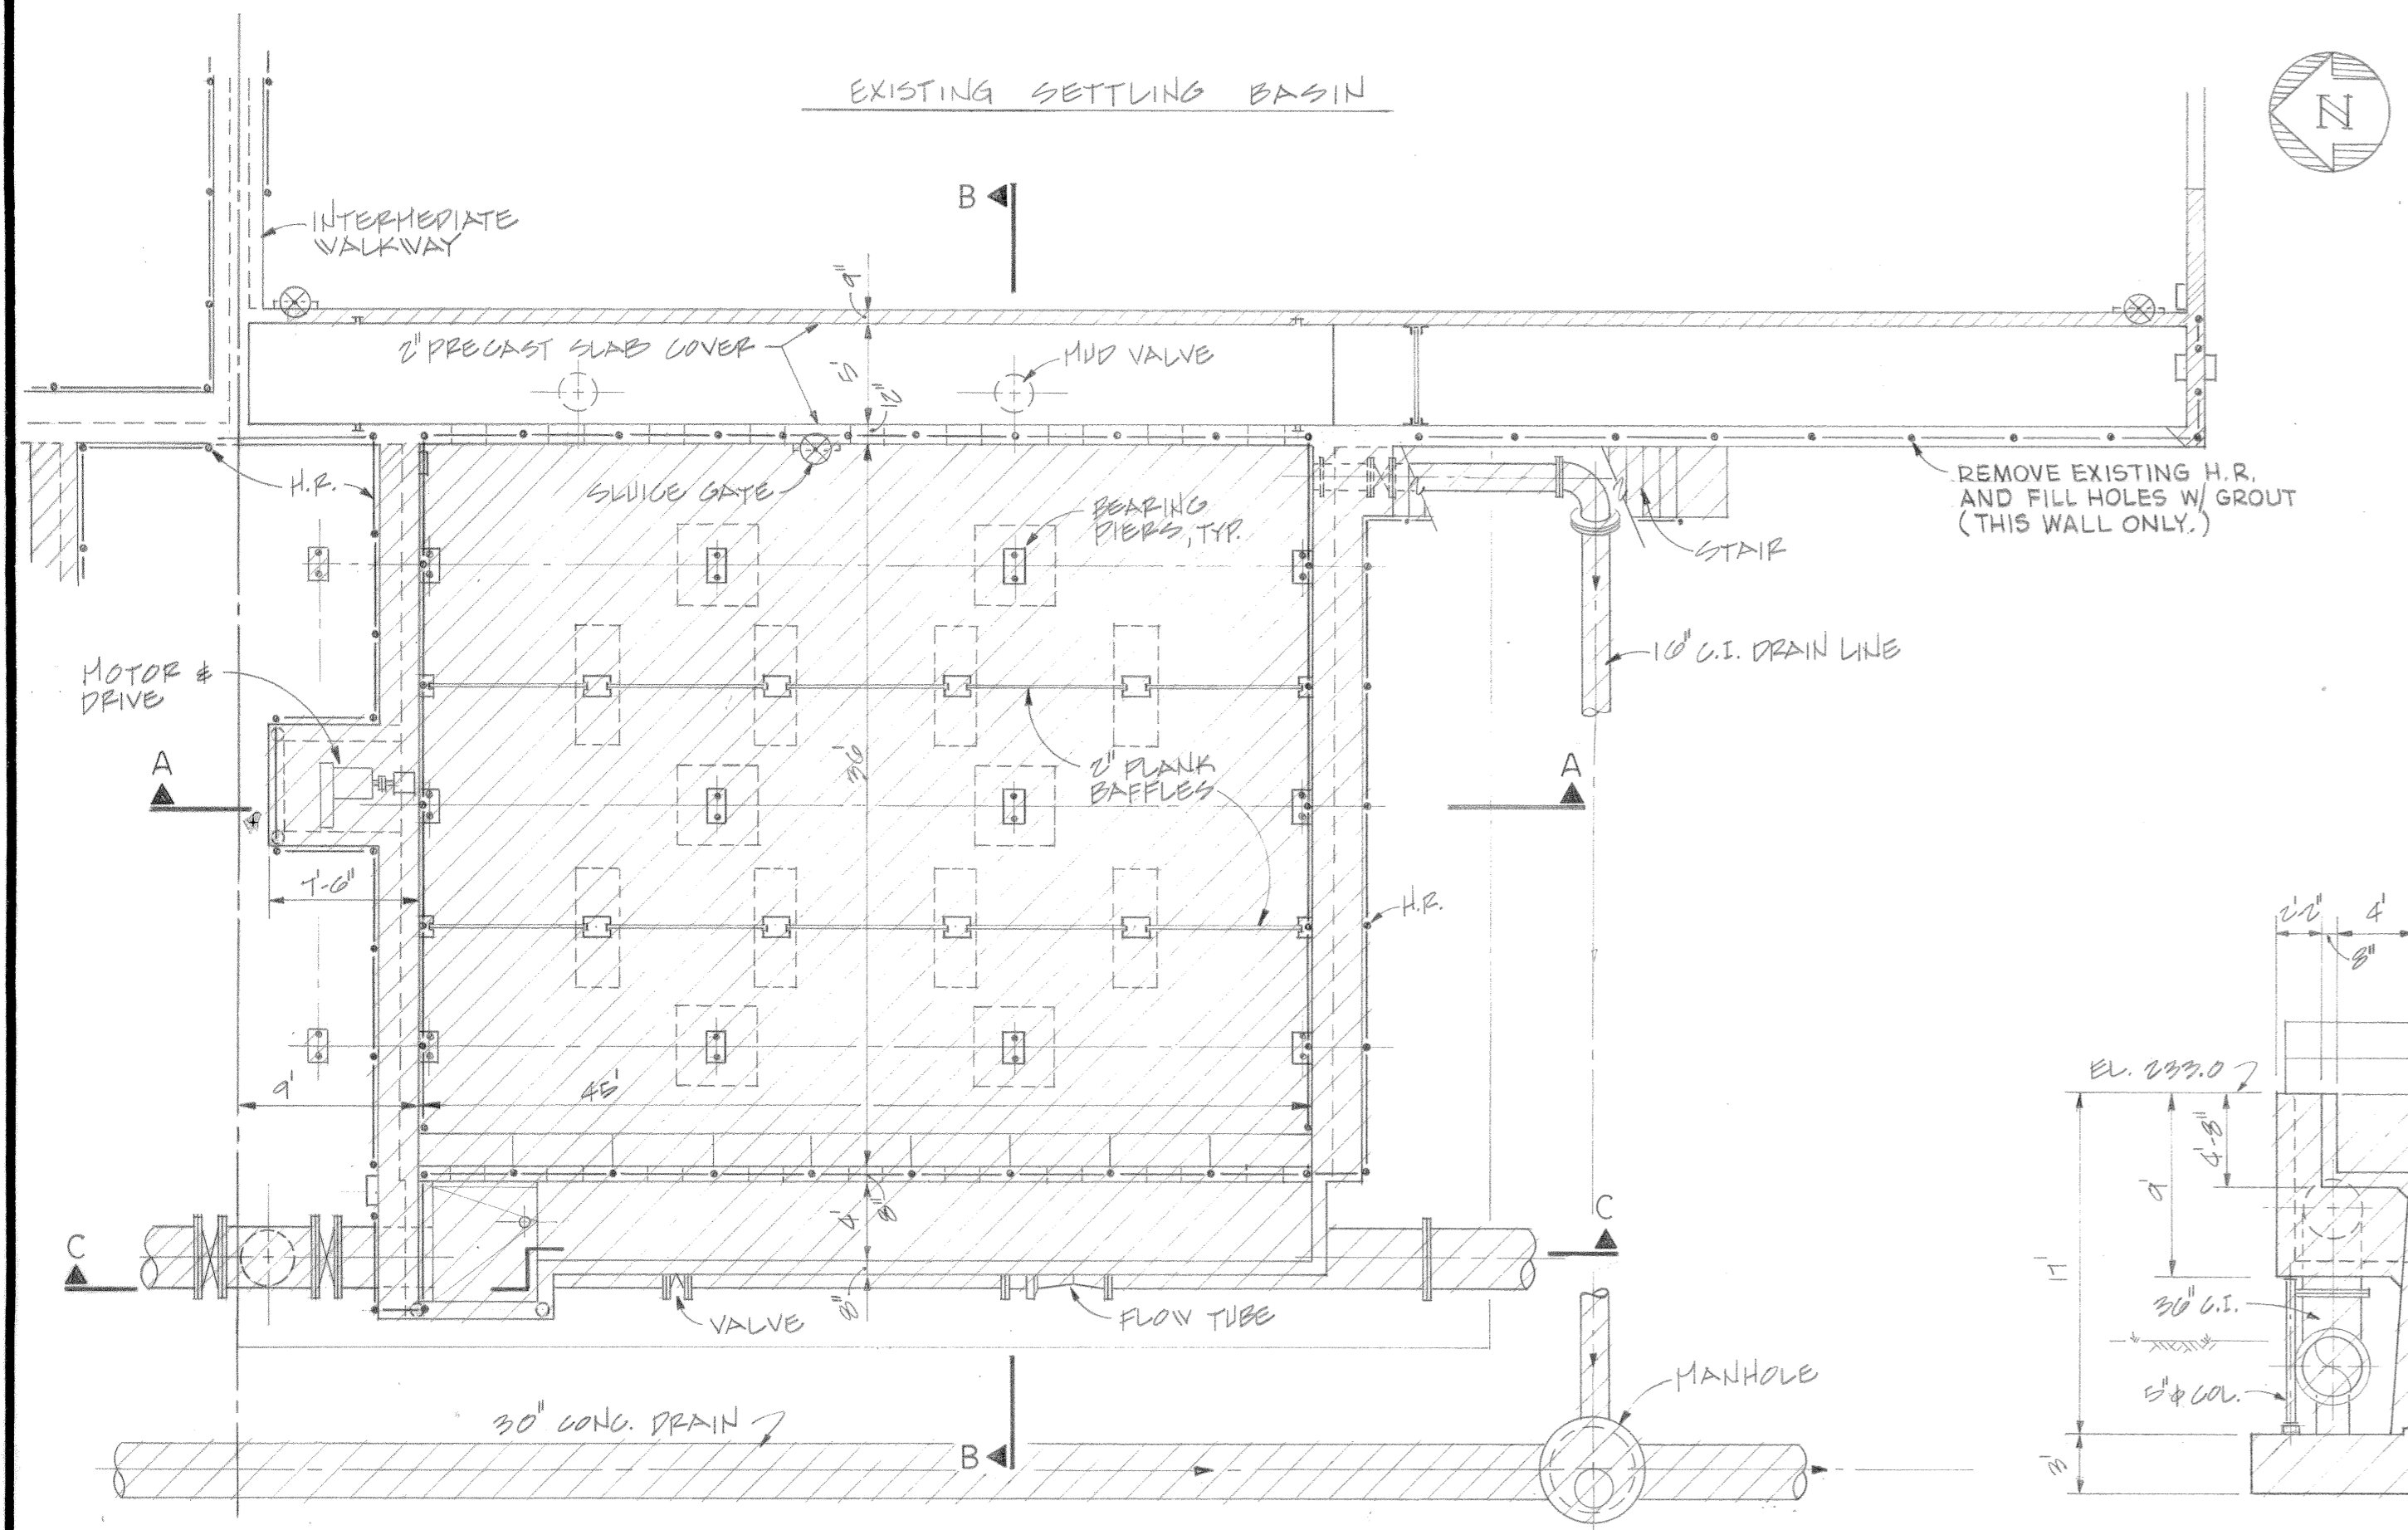 EXISTING SETTLING BASIN
N
B
INTERMEDIATE
WALKWAY
9"
2" PRECAST SLAB COVER
5'
12"
MUD VALVE
H.R.
SLUICE GATE
BEARING
PIERS, TYP.
REMOVE EXISTING H.R.
AND FILL HOLES W/ GROUT
(THIS WALL ONLY.)
STAIR
16" C.I. DRAIN LINE
MOTOR &
DRIVE
A
36'
2" PLANK
BAFFLES
A
7'-6"
H.R.
2'-2"
4'
8"
EL. 233.0
9'
45'
4'-8"
9'
17'
C
4'
8"
C
8"
VALVE
FLOW TUBE
36" C.I.
5"φ COL.
MANHOLE
30" CONC. DRAIN
B
3'